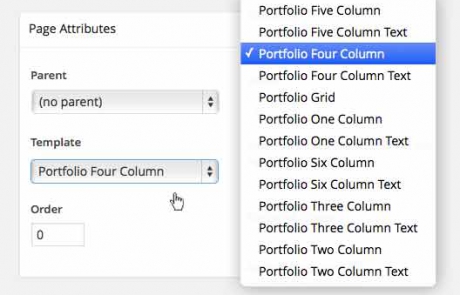 Page Attributes
Parent
(no parent)
Template
Portfolio Four Column
Order
0
Portfolio Five Column
Portfolio Five Column Text
✓ Portfolio Four Column
Portfolio Four Column Text
Portfolio Grid
Portfolio One Column
Portfolio One Column Text
Portfolio Six Column
Portfolio Six Column Text
Portfolio Three Column
Portfolio Three Column Text
Portfolio Two Column
Portfolio Two Column Text